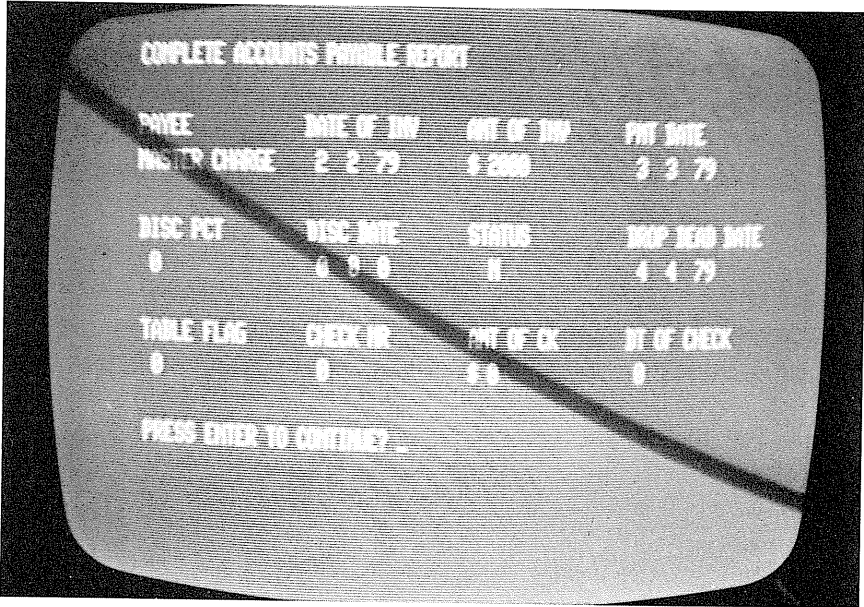 COMPLETE ACCOUNTS PAYABLE REPORT
PAYEE DATE OF INV AMT OF INV PMT DATE
MASTER CHARGE 2 2 79 $ 2000 3 3 79
DISC PCT DISC DATE STATUS DROP DEAD DATE
0 0 0 0 N 4 4 79
TABLE FLAG CHECK NR AMT OF CK DT OF CHECK
0 0 $ 0 0
PRESS ENTER TO CONTINUE? _